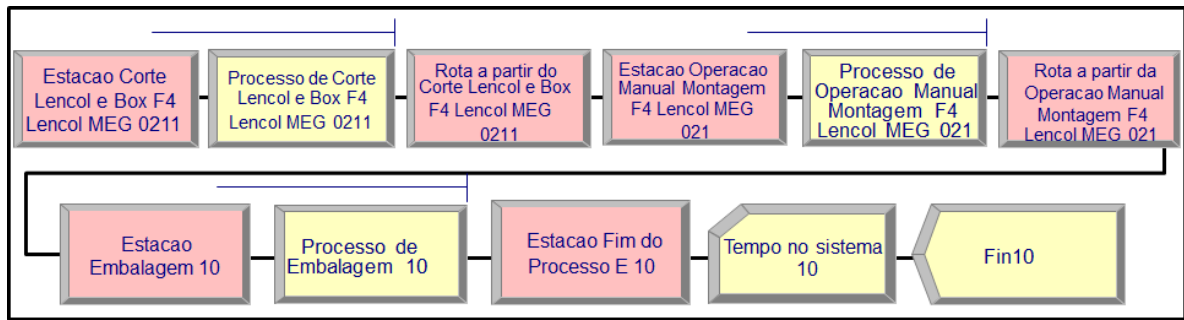 Estacao Corte
Lencol e Box F4
Lencol MEG 0211
Processo de Corte
Lencol e Box F4
Lencol MEG 0211
Rota a partir do
Corte Lencol e Box
F4 Lencol MEG
0211
Estacao Operacao
Manual Montagem
F4 Lencol MEG
021
Processo de
Operacao Manual
Montagem F4
Lencol MEG 021
Rota a partir da
Operacao Manual
Montagem F4
Lencol MEG 021
Estacao
Embalagem 10
Processo de
Embalagem 10
Estacao Fim do
Processo E 10
Tempo no sistema
10
Fin10